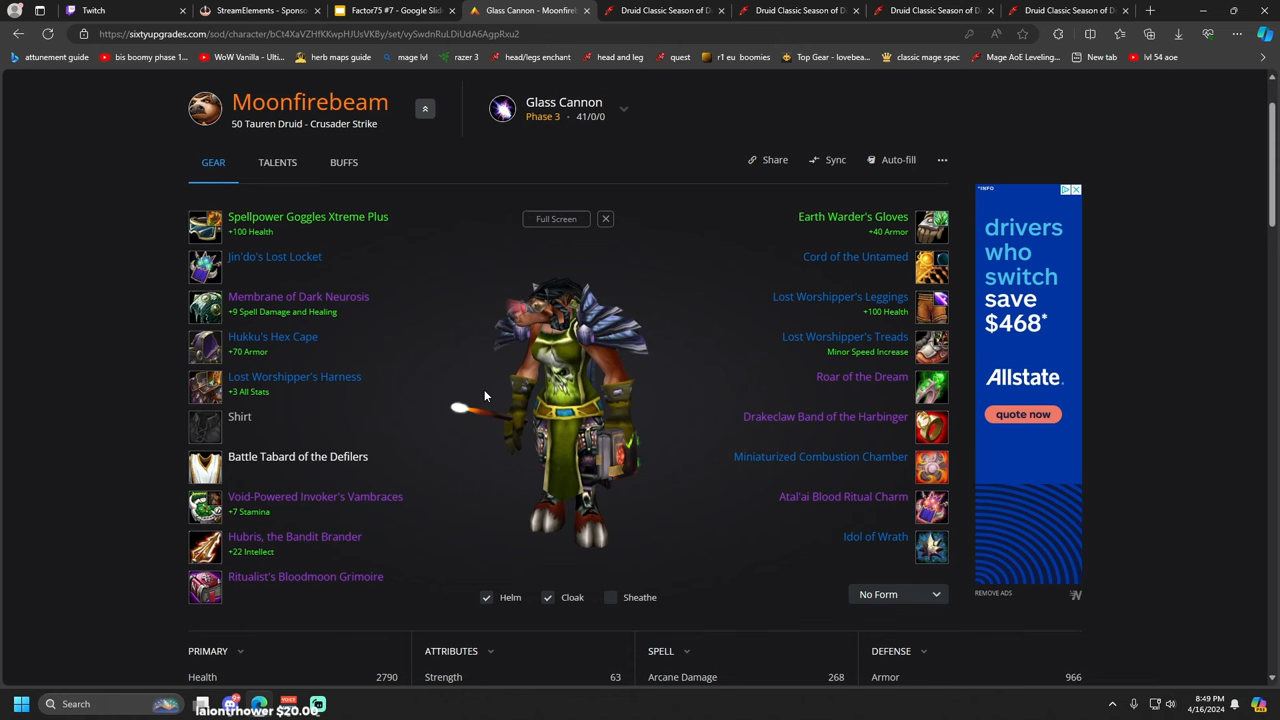 Twitch
StreamElements - Sponso
Factor75 #7 - Google Slid
Glass Cannon - Moonfireb
Druid Classic Season of D
Druid Classic Season of D
Druid Classic Season of D
Druid Classic Season of D
https://sixtyupgrades.com/sod/character/bCt4XaVZHfKKwpHJUsVKBy/set/vySwdnRuLDiUdA6AgpRxu2
attunement guide
bis boomy phase 1...
WoW Vanilla - Ulti...
herb maps guide
mage lvl
razer 3
head/legs enchant
head and leg
quest
r1 eu boomies
Top Gear - lovebea...
classic mage spec
Mage AoE Leveling...
New tab
lvl 54 aoe
Moonfirebeam
50 Tauren Druid - Crusader Strike
Glass Cannon
Phase 3 · 41/0/0
GEAR
TALENTS
BUFFS
Share
Sync
Auto-fill
Full Screen
Spellpower Goggles Xtreme Plus
+100 Health
Jin'do's Lost Locket
Membrane of Dark Neurosis
+9 Spell Damage and Healing
Hukku's Hex Cape
+70 Armor
Lost Worshipper's Harness
+3 All Stats
Shirt
Battle Tabard of the Defilers
Void-Powered Invoker's Vambraces
+7 Stamina
Hubris, the Bandit Brander
+22 Intellect
Ritualist's Bloodmoon Grimoire
Earth Warder's Gloves
+40 Armor
Cord of the Untamed
Lost Worshipper's Leggings
+100 Health
Lost Worshipper's Treads
Minor Speed Increase
Roar of the Dream
Drakeclaw Band of the Harbinger
Miniaturized Combustion Chamber
Atal'ai Blood Ritual Charm
Idol of Wrath
Helm
Cloak
Sheathe
No Form
INFO
drivers
who
switch
save
$468*
Allstate.
quote now
REMOVE ADS
PRIMARY
ATTRIBUTES
SPELL
DEFENSE
Health 2790
Strength 63
Arcane Damage 268
Armor 966
Search
$20.00
8:49 PM
4/16/2024